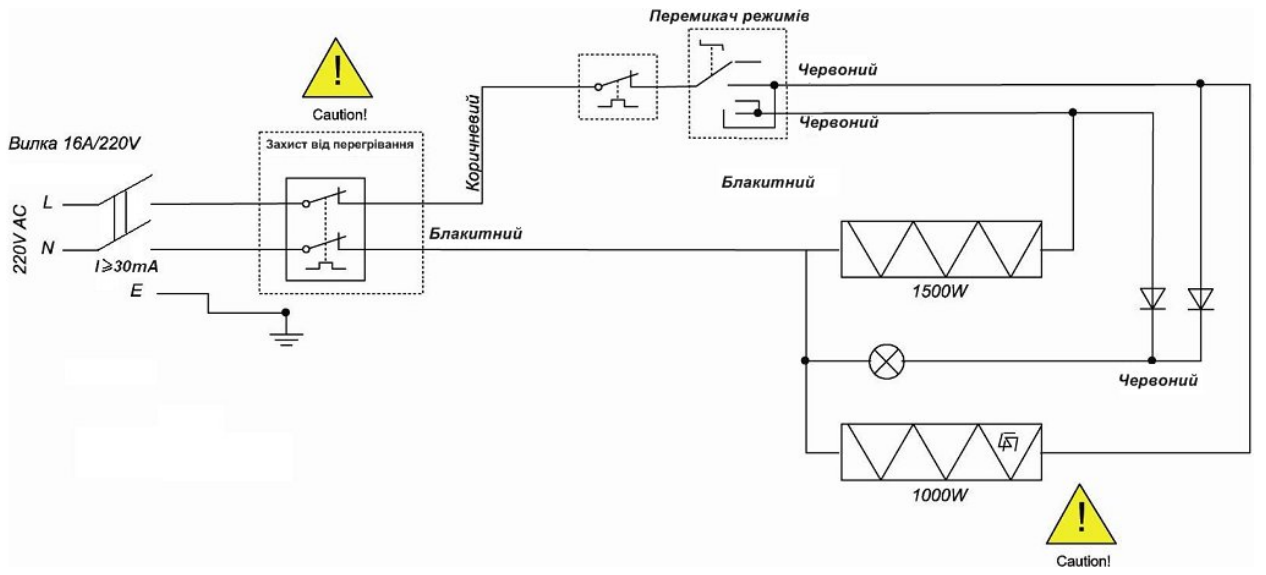 Перемикач режимів
!
Caution!
Червоний
Червоний
Вилка 16A/220V
Захист від перегрівання
Коричневий
Блакитний
L
220V AC
Блакитний
N
I⩾30mA
E
1500W
Червоний
1000W
!
Caution!